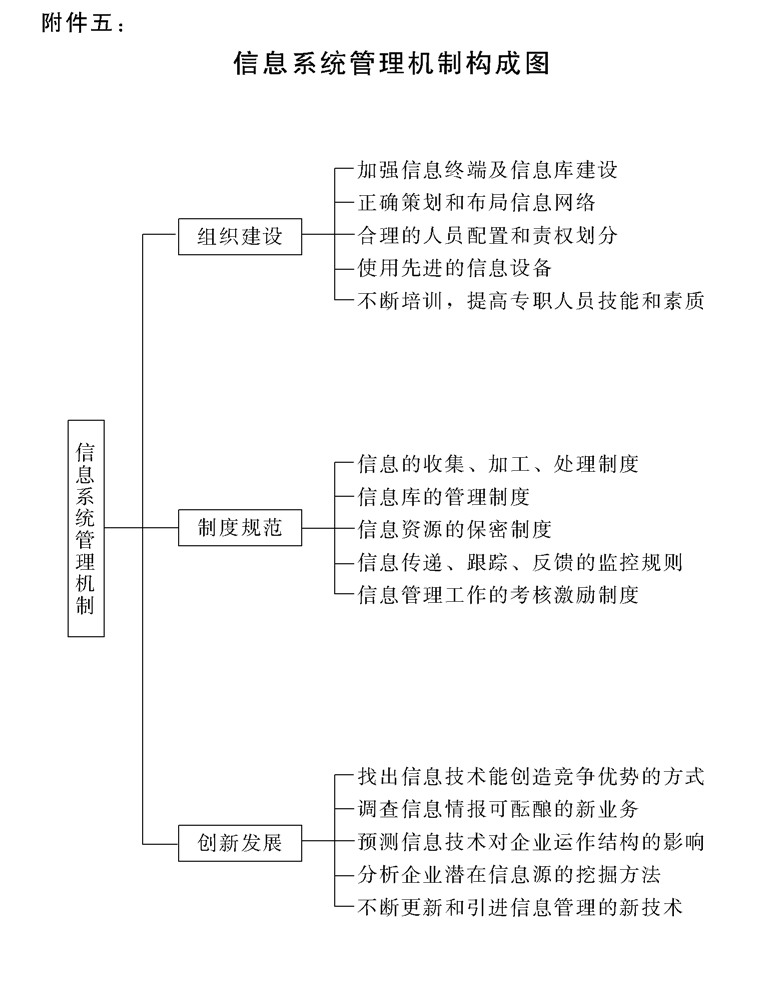 附件五：
信息系统管理机制构成图
加强信息终端及信息库建设
正确策划和布局信息网络
组织建设
合理的人员配置和责权划分
使用先进的信息设备
不断培训，提高专职人员技能和素质
信息系统管理机制
信息的收集、加工、处理制度
信息库的管理制度
制度规范
信息资源的保密制度
信息传递、跟踪、反馈的监控规则
信息管理工作的考核激励制度
找出信息技术能创造竞争优势的方式
调查信息情报可酝酿的新业务
创新发展
预测信息技术对企业运作结构的影响
分析企业潜在信息源的挖掘方法
不断更新和引进信息管理的新技术